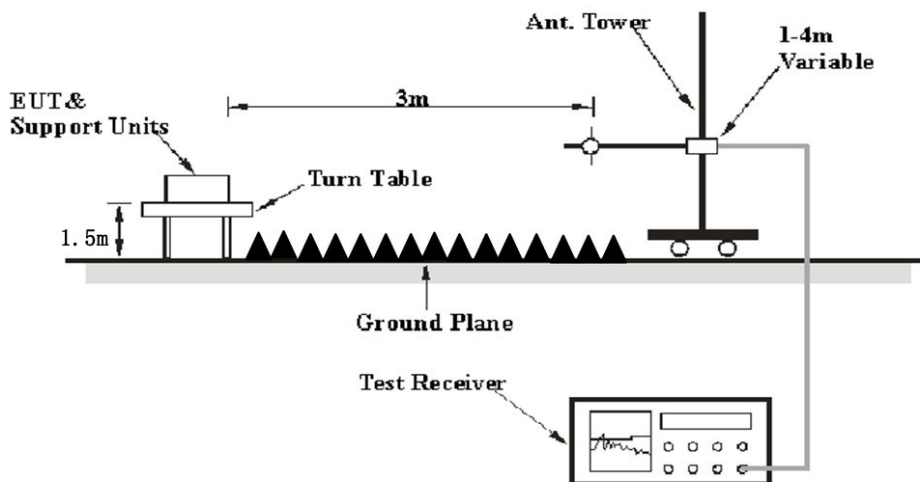 Ant. Tower
1-4m
Variable
3m
EUT&
Support Units
Turn Table
1.5m
Ground Plane
Test Receiver